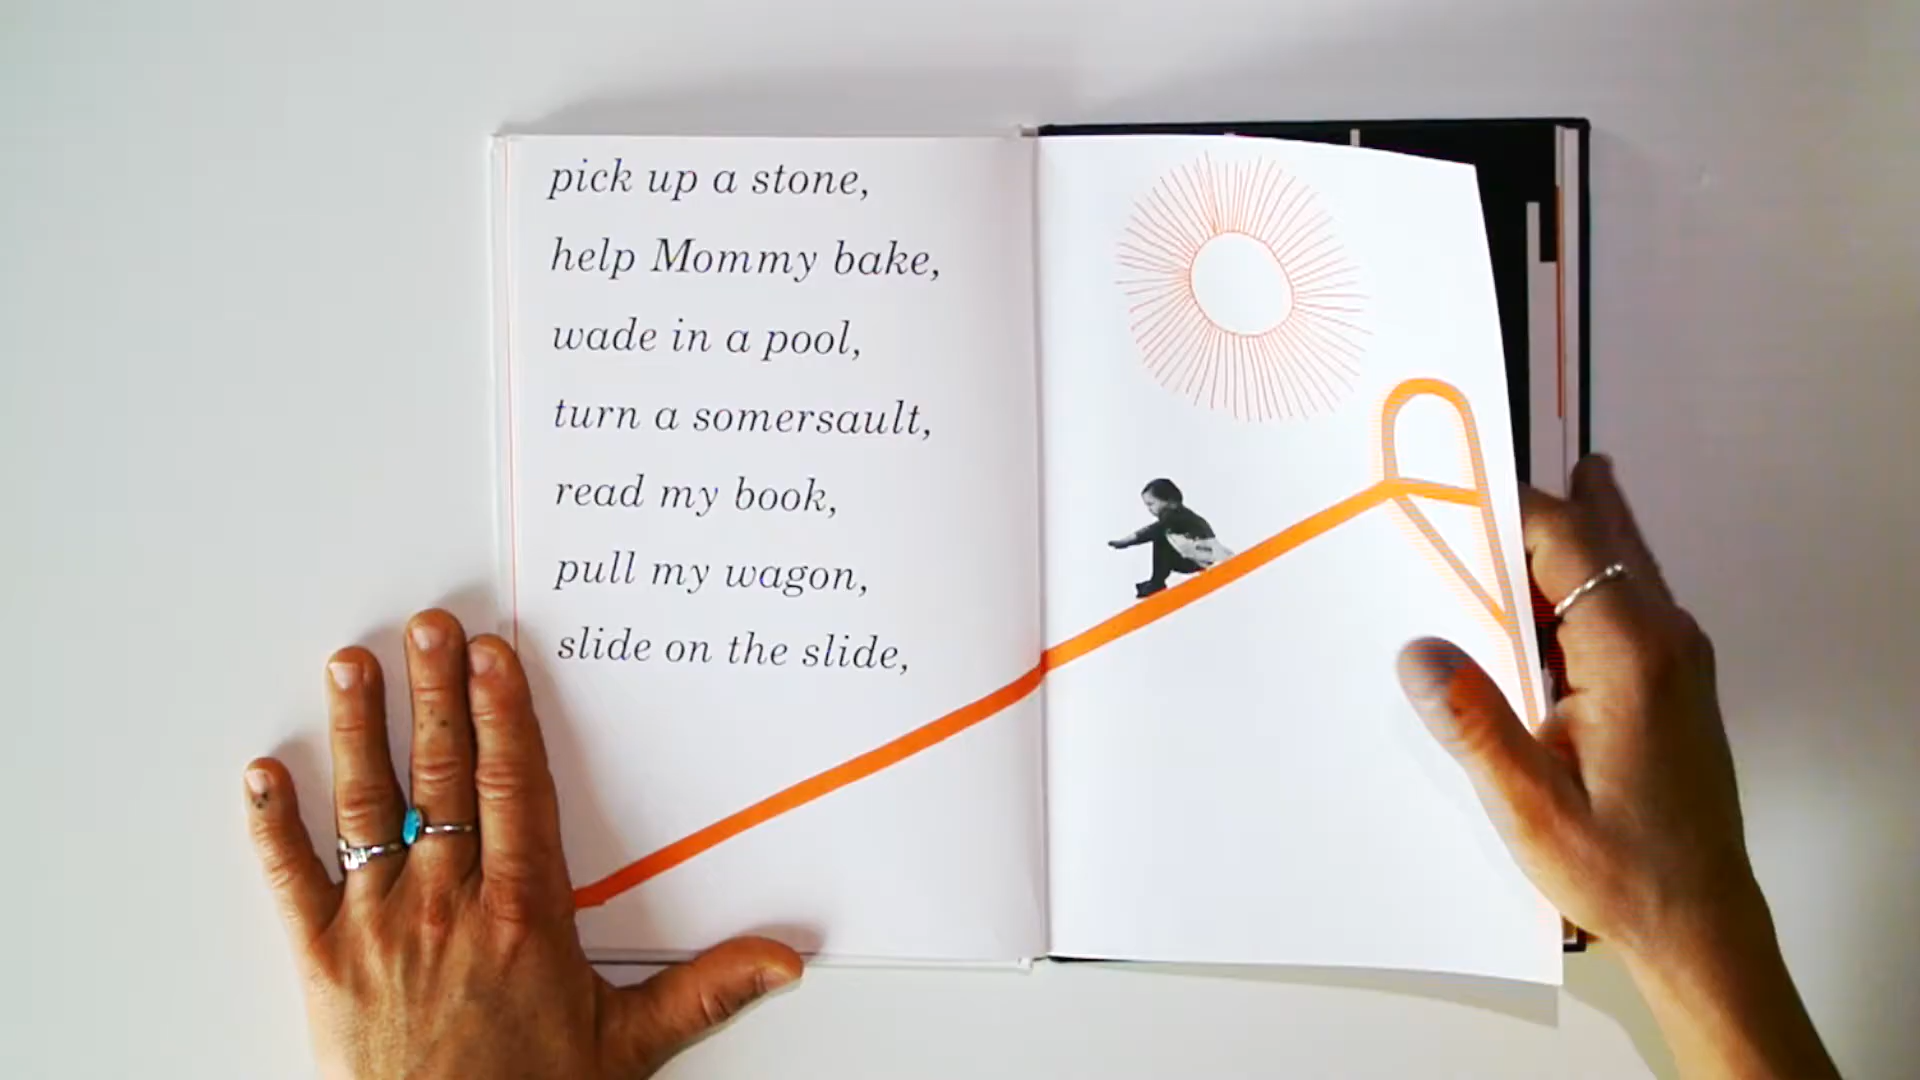 pick up a stone,
help Mommy bake,
wade in a pool,
turn a somersault,
read my book,
pull my wagon,
slide on the slide,